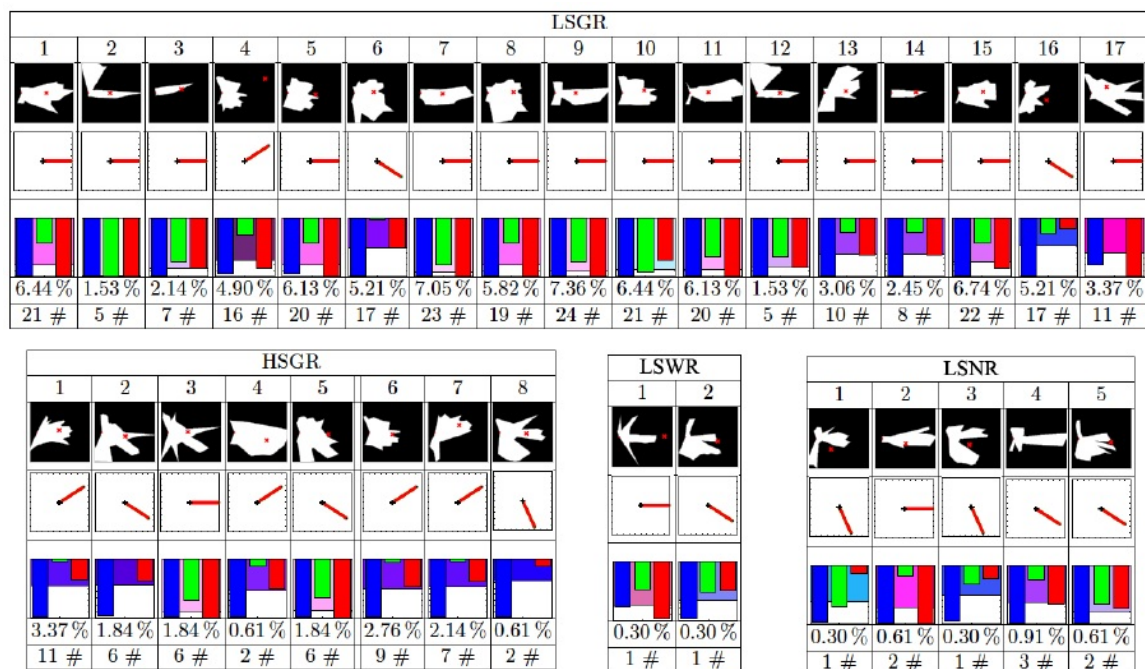 LSGR
1 2 3 4 5 6 7 8 9 10 11 12 13 14 15 16 17
6.44 % 1.53 % 2.14 % 4.90 % 6.13 % 5.21 % 7.05 % 5.82 % 7.36 % 6.44 % 6.13 % 1.53 % 3.06 % 2.45 % 6.74 % 5.21 % 3.37 %
21 # 5 # 7 # 16 # 20 # 17 # 23 # 19 # 24 # 21 # 20 # 5 # 10 # 8 # 22 # 17 # 11 #
HSGR
1 2 3 4 5 6 7 8
3.37 % 1.84 % 1.84 % 0.61 % 1.84 % 2.76 % 2.14 % 0.61 %
11 # 6 # 6 # 2 # 6 # 9 # 7 # 2 #
LSWR
1 2
0.30 % 0.30 %
1 # 1 #
LSNR
1 2 3 4 5
0.30 % 0.61 % 0.30 % 0.91 % 0.61 %
1 # 2 # 1 # 3 # 2 #